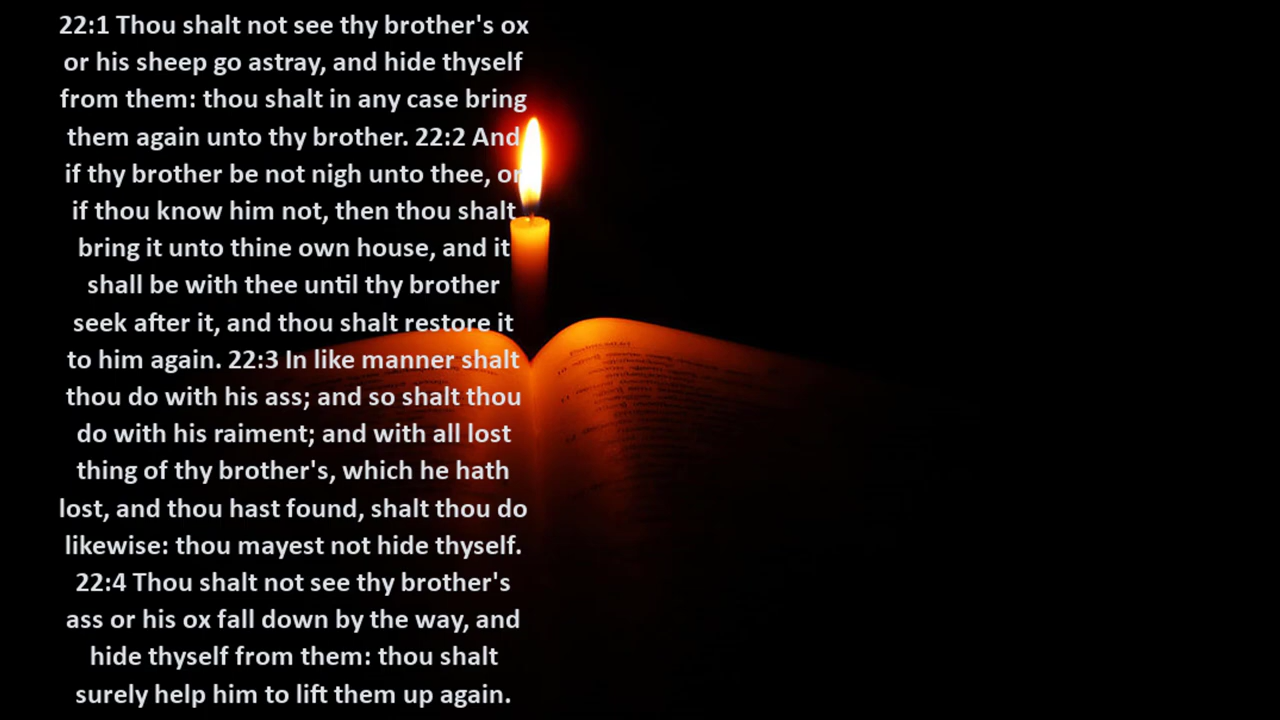 22:1 Thou shalt not see thy brother's ox
or his sheep go astray, and hide thyself
from them: thou shalt in any case bring
them again unto thy brother. 22:2 And
if thy brother be not nigh unto thee, or
if thou know him not, then thou shalt
bring it unto thine own house, and it
shall be with thee until thy brother
seek after it, and thou shalt restore it
to him again. 22:3 In like manner shalt
thou do with his ass; and so shalt thou
do with his raiment; and with all lost
thing of thy brother's, which he hath
lost, and thou hast found, shalt thou do
likewise: thou mayest not hide thyself.
22:4 Thou shalt not see thy brother's
ass or his ox fall down by the way, and
hide thyself from them: thou shalt
surely help him to lift them up again.